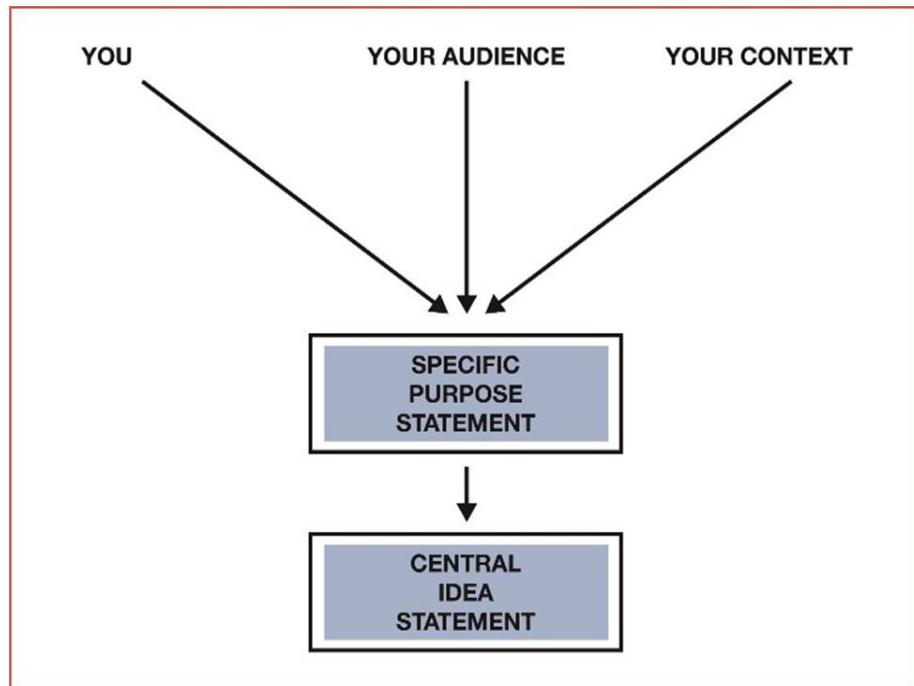 YOU
YOUR AUDIENCE
YOUR CONTEXT
SPECIFIC
PURPOSE
STATEMENT
CENTRAL
IDEA
STATEMENT